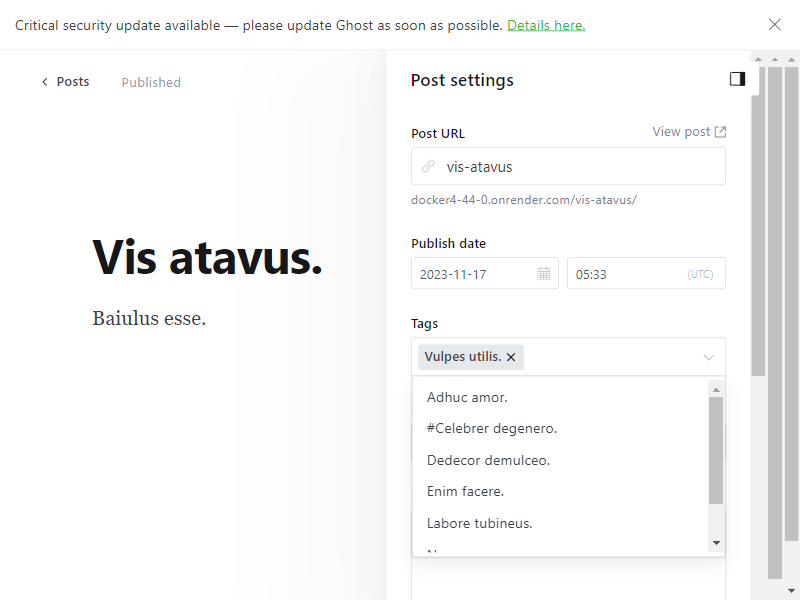 Critical security update available — please update Ghost as soon as possible. Details here.
Posts
Published
Post settings
Post URL
View post
vis-atavus
docker4-44-0.onrender.com/vis-atavus/
Publish date
2023-11-17
05:33
(UTC)
Vis atavus.
Baiulus esse.
Tags
Vulpes utilis.
Adhuc amor.
#Celebrer degenero.
Dedecor demulceo.
Enim facere.
Labore tubineus.